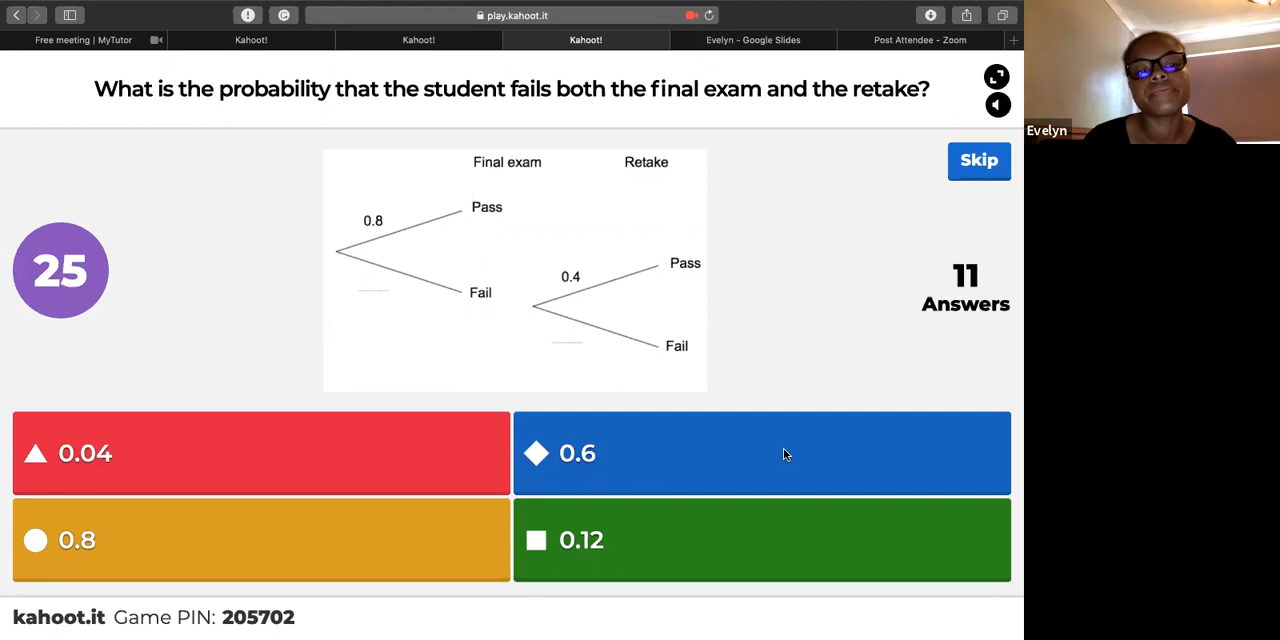 play.kahoot.it
Free meeting | MyTutor
Kahoot!
Kahoot!
Kahoot!
Evelyn - Google Slides
Post Attendee - Zoom
What is the probability that the student fails both the final exam and the retake?
Evelyn
Skip
Final exam
Retake
0.8
Pass
Fail
0.4
Pass
Fail
25
11
Answers
0.04
0.6
0.8
0.12
kahoot.it Game PIN: 205702